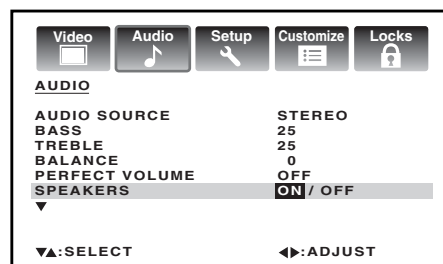 Video Audio Setup Customize Locks
AUDIO
AUDIO SOURCE STEREO
BASS 25
TREBLE 25
BALANCE 0
PERFECT VOLUME OFF
SPEAKERS ON / OFF
▼
▼▲:SELECT ◀▶:ADJUST